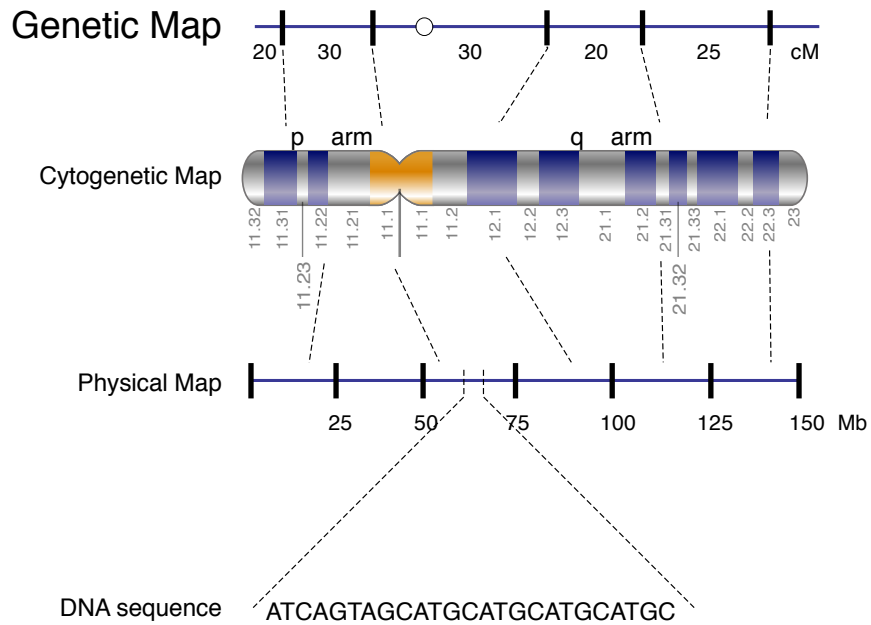 Genetic Map
20 30 30 20 25 cM
p arm q arm
Cytogenetic Map
11.32 11.31 11.22 11.21 11.1 11.1 11.2 12.1 12.2 12.3 21.1 21.2 21.31 21.33 22.1 22.2 22.3 23
11.23 21.32
Physical Map
25 50 75 100 125 150 Mb
DNA sequence ATCAGTAGCATGCATGCATGCATGC